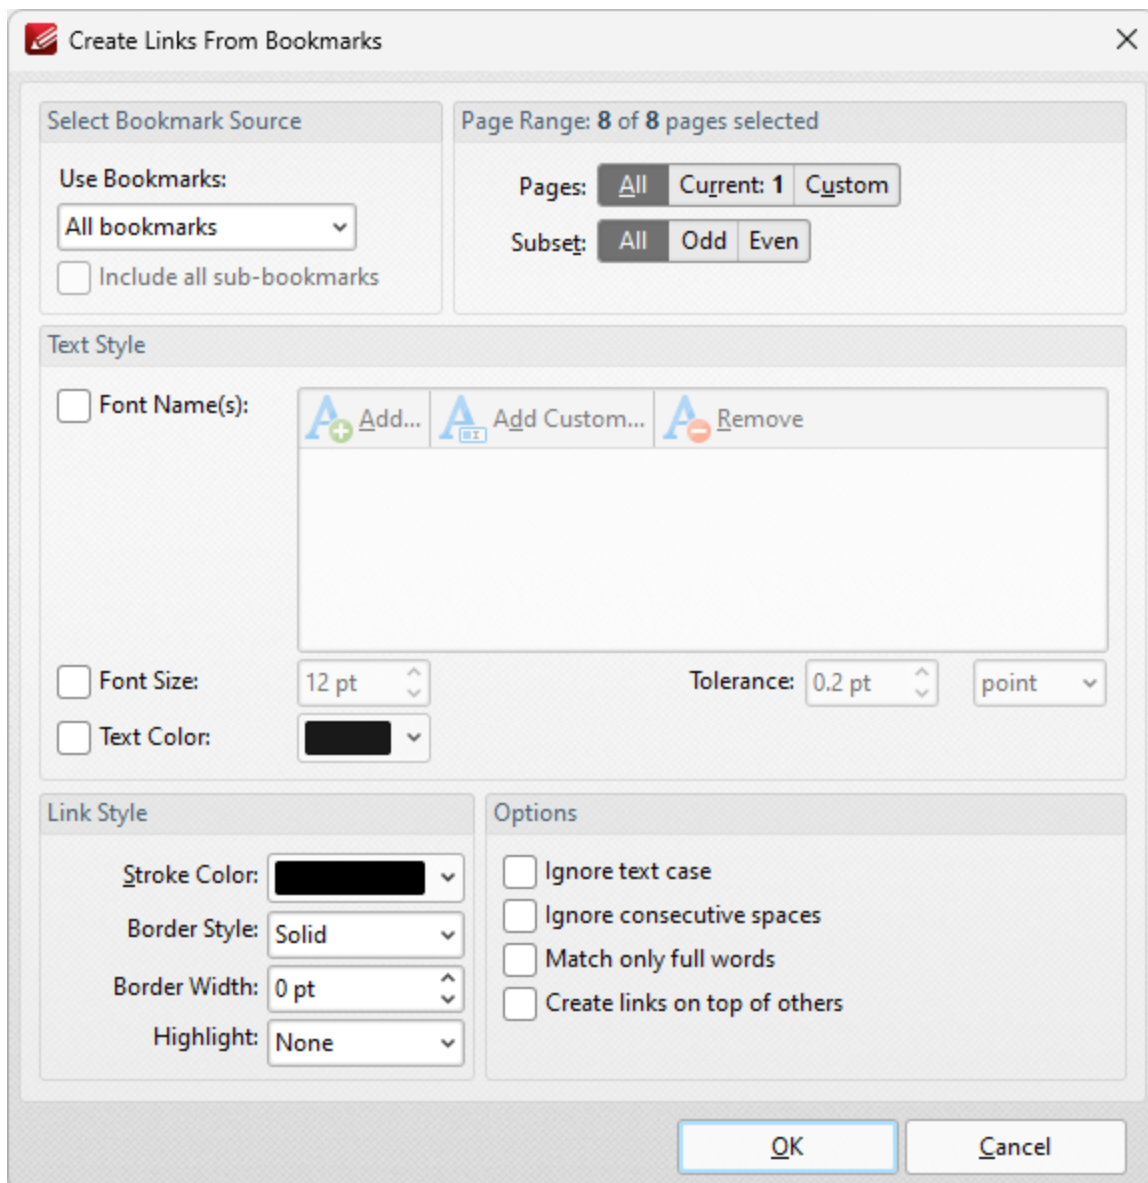 Create Links From Bookmarks
Select Bookmark Source
Page Range: 8 of 8 pages selected
Use Bookmarks:
All bookmarks
Include all sub-bookmarks
Pages: All Current: 1 Custom
Subset: All Odd Even
Text Style
Font Name(s):
Add... Add Custom... Remove
Font Size: 12 pt Tolerance: 0.2 pt point
Text Color:
Link Style
Stroke Color:
Border Style: Solid
Border Width: 0 pt
Highlight: None
Options
Ignore text case
Ignore consecutive spaces
Match only full words
Create links on top of others
OK Cancel